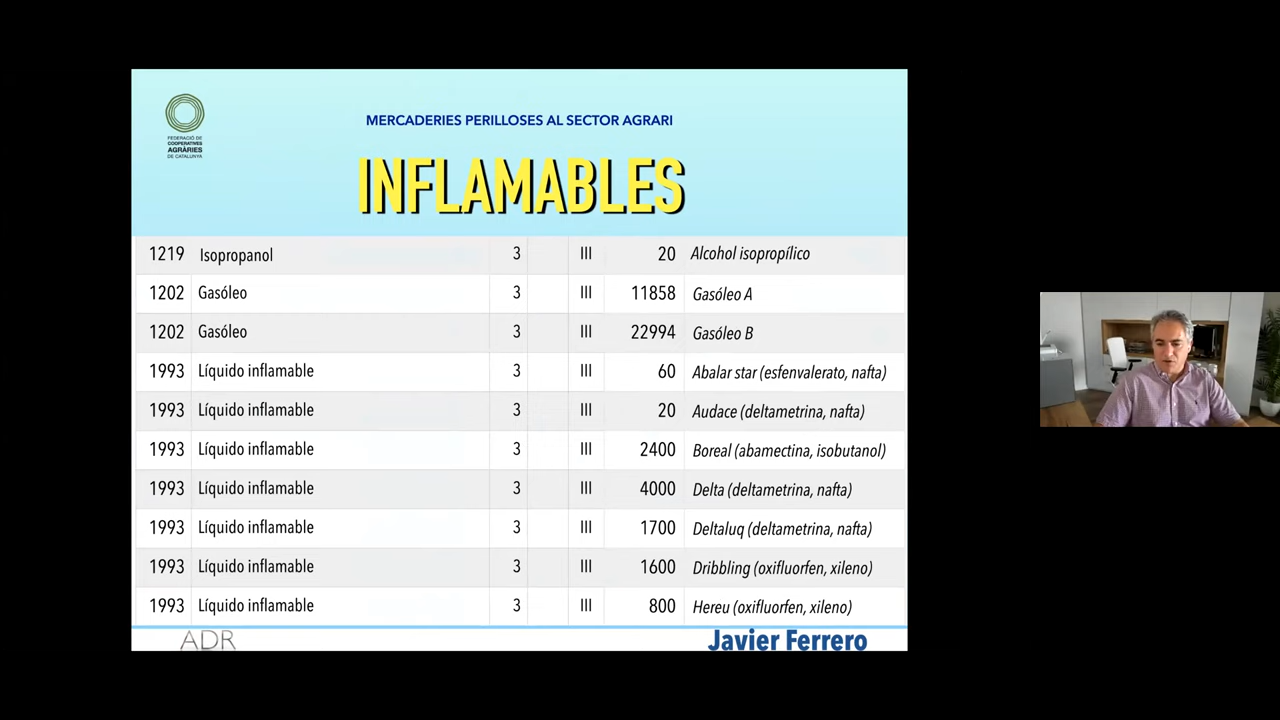 FEDERACIÓ DE
COOPERATIVES
AGRÀRIES
DE CATALUNYA
MERCADERIES PERILLOSES AL SECTOR AGRARI
INFLAMABLES
1219 Isopropanol 3 III 20 Alcohol isopropílico
1202 Gasóleo 3 III 11858 Gasóleo A
1202 Gasóleo 3 III 22994 Gasóleo B
1993 Líquido inflamable 3 III 60 Abalar star (esfenvalerato, nafta)
1993 Líquido inflamable 3 III 20 Audace (deltametrina, nafta)
1993 Líquido inflamable 3 III 2400 Boreal (abamectina, isobutanol)
1993 Líquido inflamable 3 III 4000 Delta (deltametrina, nafta)
1993 Líquido inflamable 3 III 1700 Deltaluq (deltametrina, nafta)
1993 Líquido inflamable 3 III 1600 Dribbling (oxifluorfen, xileno)
1993 Líquido inflamable 3 III 800 Hereu (oxifluorfen, xileno)
ADR
Javier Ferrero